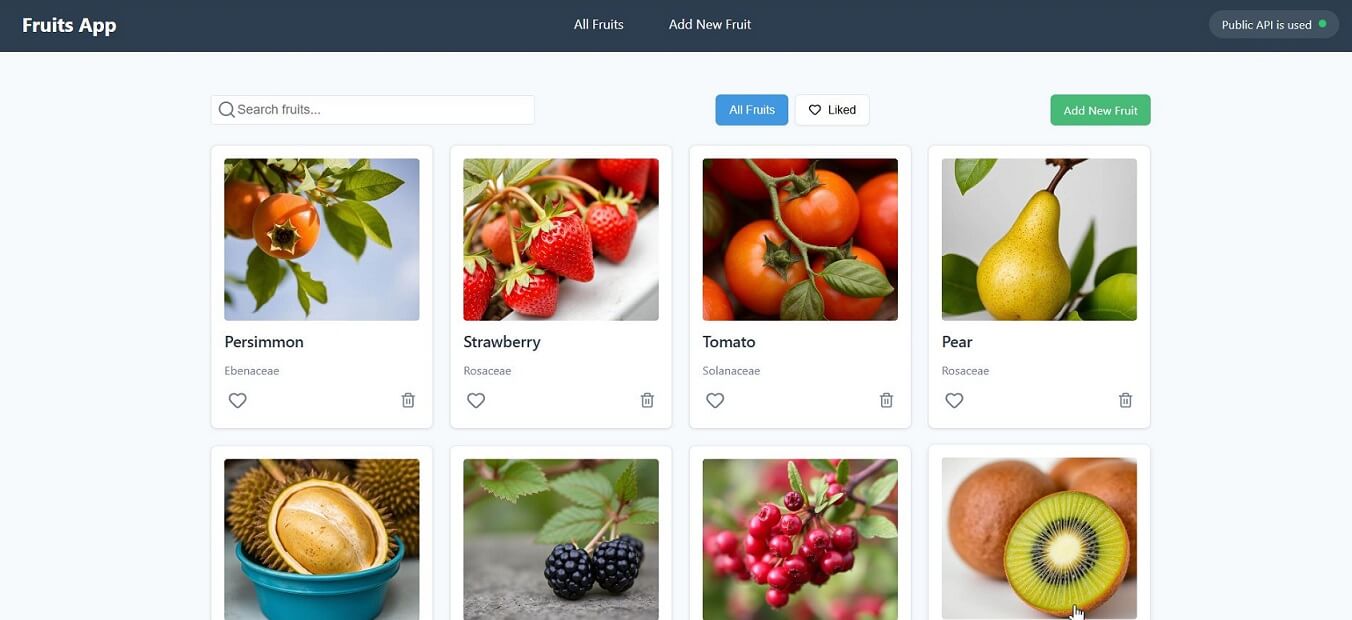 Fruits App
All Fruits
Add New Fruit
Public API is used
Search fruits...
All Fruits
Liked
Add New Fruit
Persimmon
Strawberry
Tomato
Pear
Ebenaceae
Rosaceae
Solanaceae
Rosaceae